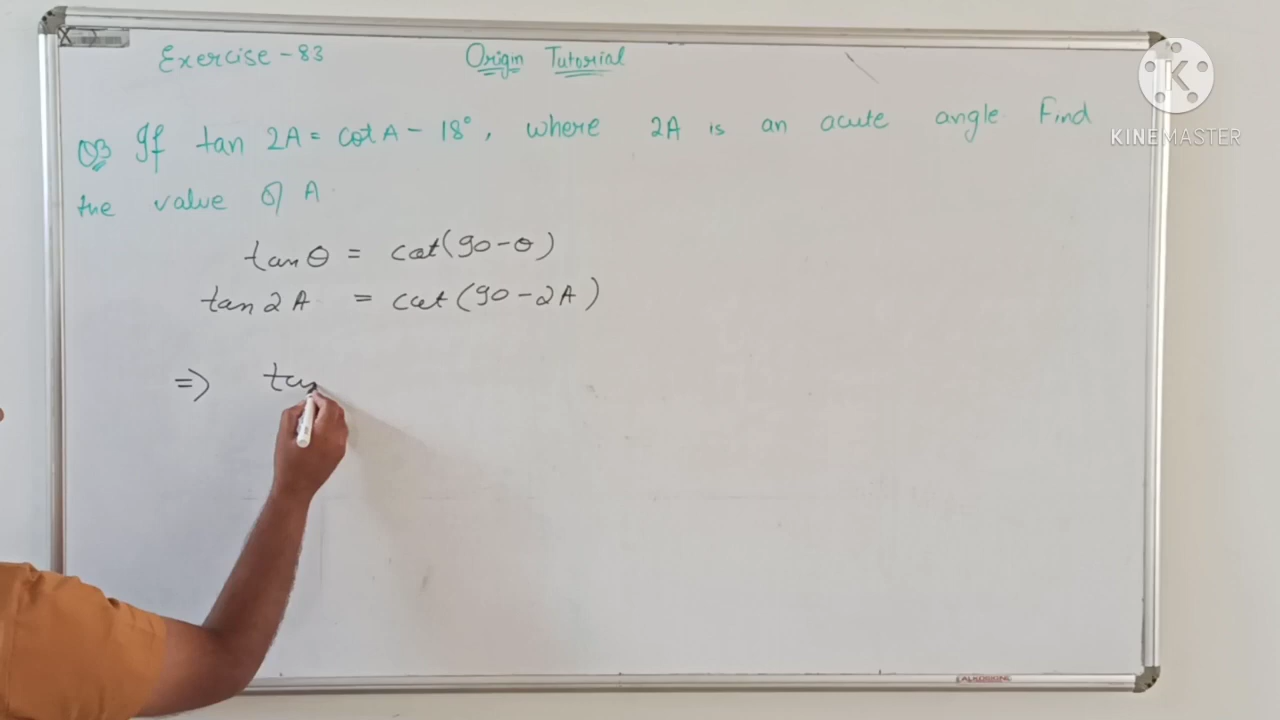 Exercise - 83
Origin Tutorial
K
KINEMASTER
Q3 If tan 2A = cot A - 18°, where 2A is an acute angle. Find
the value of A.
tan θ = cot (90 - θ)
tan 2A = cot (90 - 2A)
=> tan